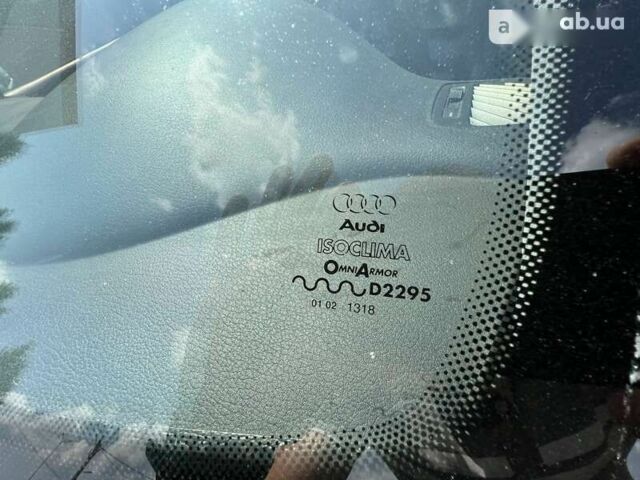 a ab.ua
Audi
ISOCLIMA
OMNIARMOR
D2295
01 02 1318